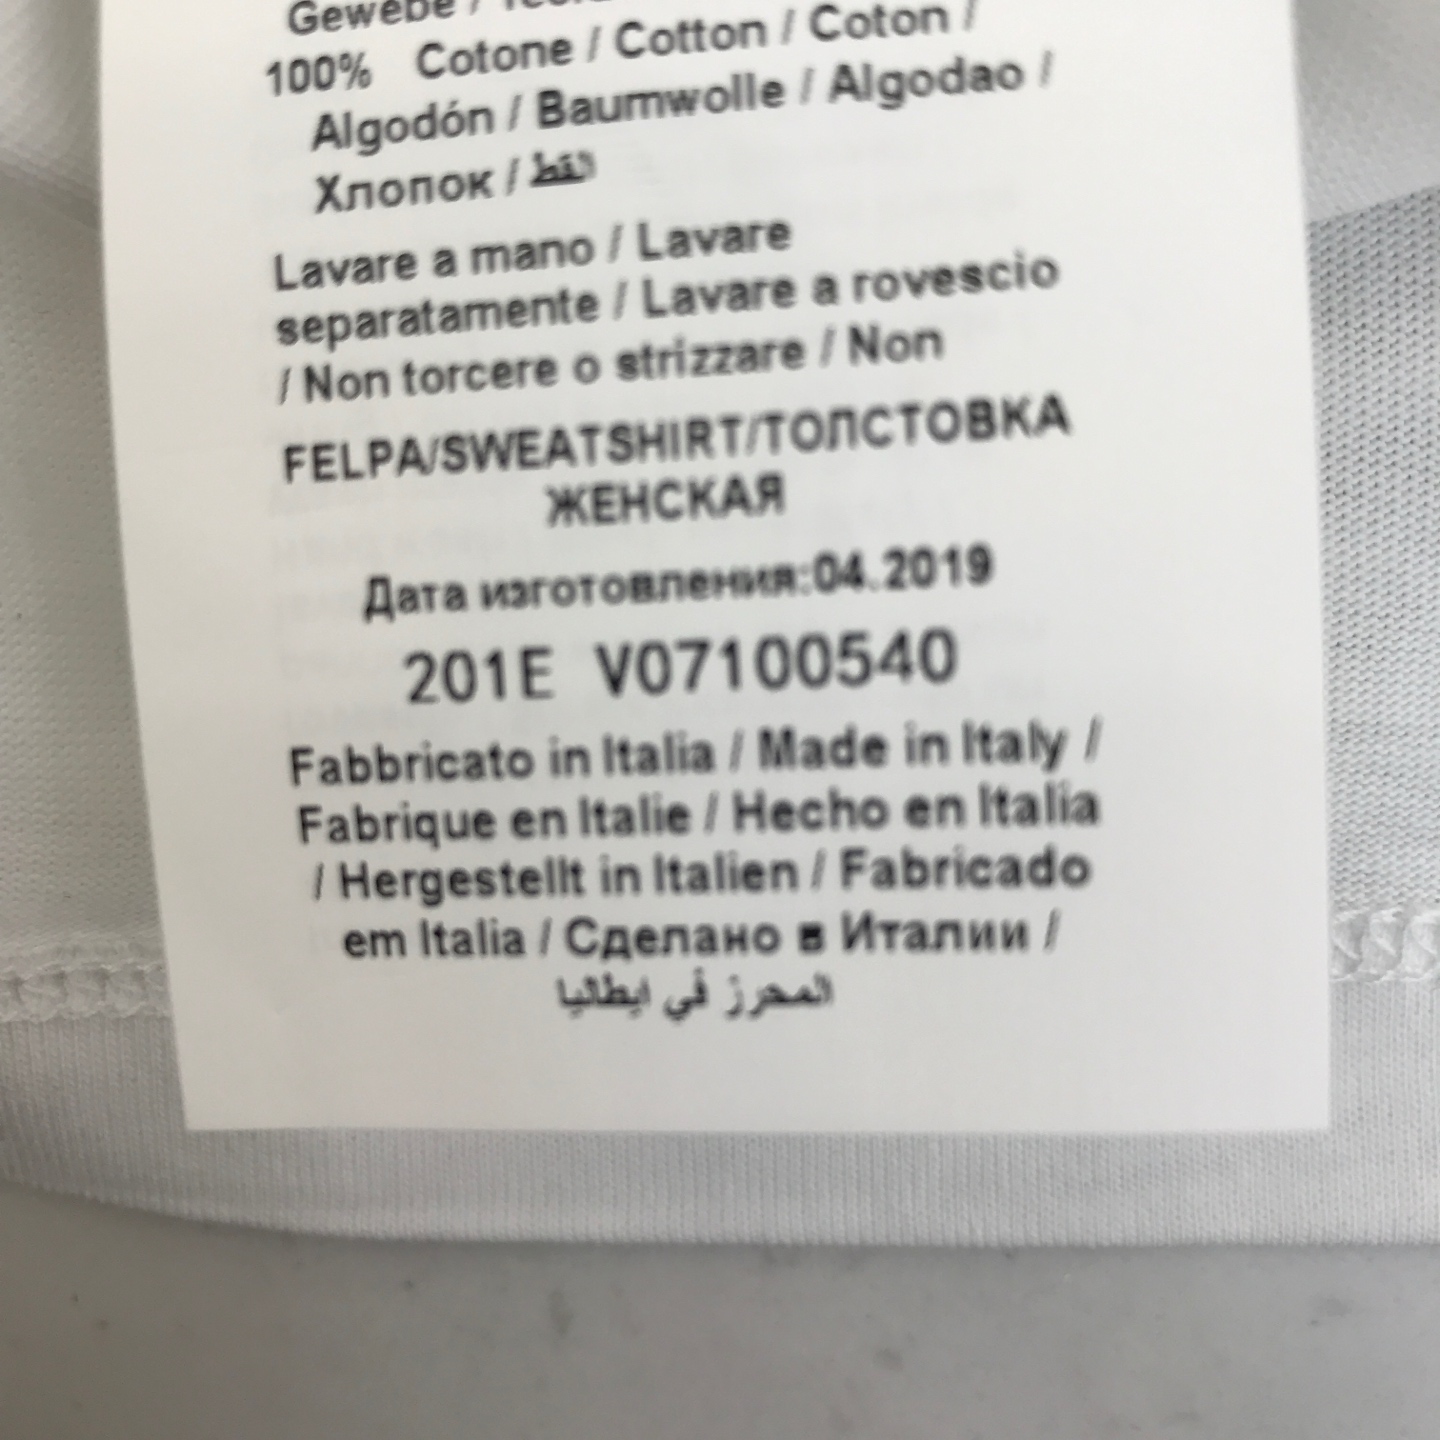 Gewebe /
100% Cotone / Cotton / Coton /
Algodón / Baumwolle / Algodao /
Хлопок / القط
Lavare a mano / Lavare
separatamente / Lavare a rovescio
/ Non torcere o strizzare / Non
FELPA/SWEATSHIRT/ТОЛСТОВКА
ЖЕНСКАЯ
Дата изготовления:04.2019
201E V07100540
Fabbricato in Italia / Made in Italy /
Fabrique en Italie / Hecho en Italia
/ Hergestellt in Italien / Fabricado
em Italia / Сделано в Италии /
المحرز في ايطاليا